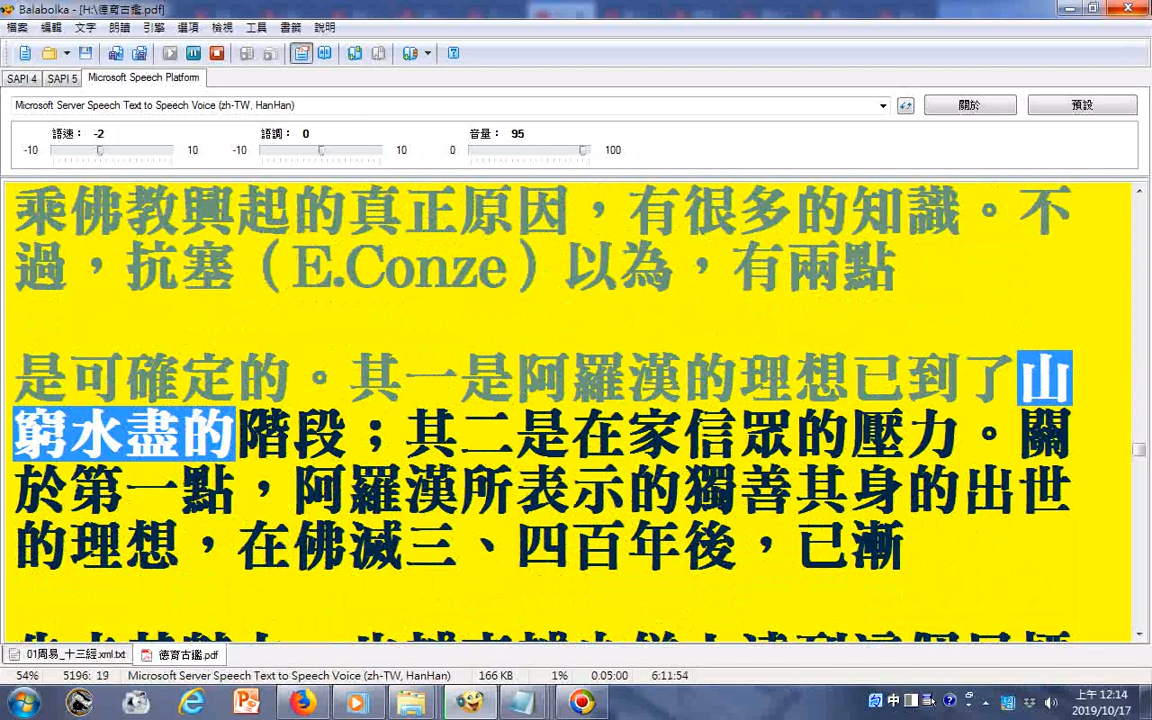 Balabolka - [H:\德育古鑑.pdf]
檔案 編輯 文字 朗讀 引擎 選項 檢視 工具 書籤 說明
SAPI 4 SAPI 5 Microsoft Speech Platform
Microsoft Server Speech Text to Speech Voice (zh-TW, HanHan) 關於 預設
語速： -2 語調： 0 音量： 95
-10 10 -10 10 0 100
乘佛教興起的真正原因，有很多的知識。不
過，抗塞（E.Conze）以為，有兩點
是可確定的。其一是阿羅漢的理想已到了山
窮水盡的階段；其二是在家信眾的壓力。關
於第一點，阿羅漢所表示的獨善其身的出世
的理想，在佛滅三、四百年後，已漸
01周易_十三經.xml.txt 德育古鑑.pdf
54% 5196: 19 Microsoft Server Speech Text to Speech Voice (zh-TW, HanHan) 166 KB 1% 0:05:00 6:11:54
中 上午 12:14
2019/10/17